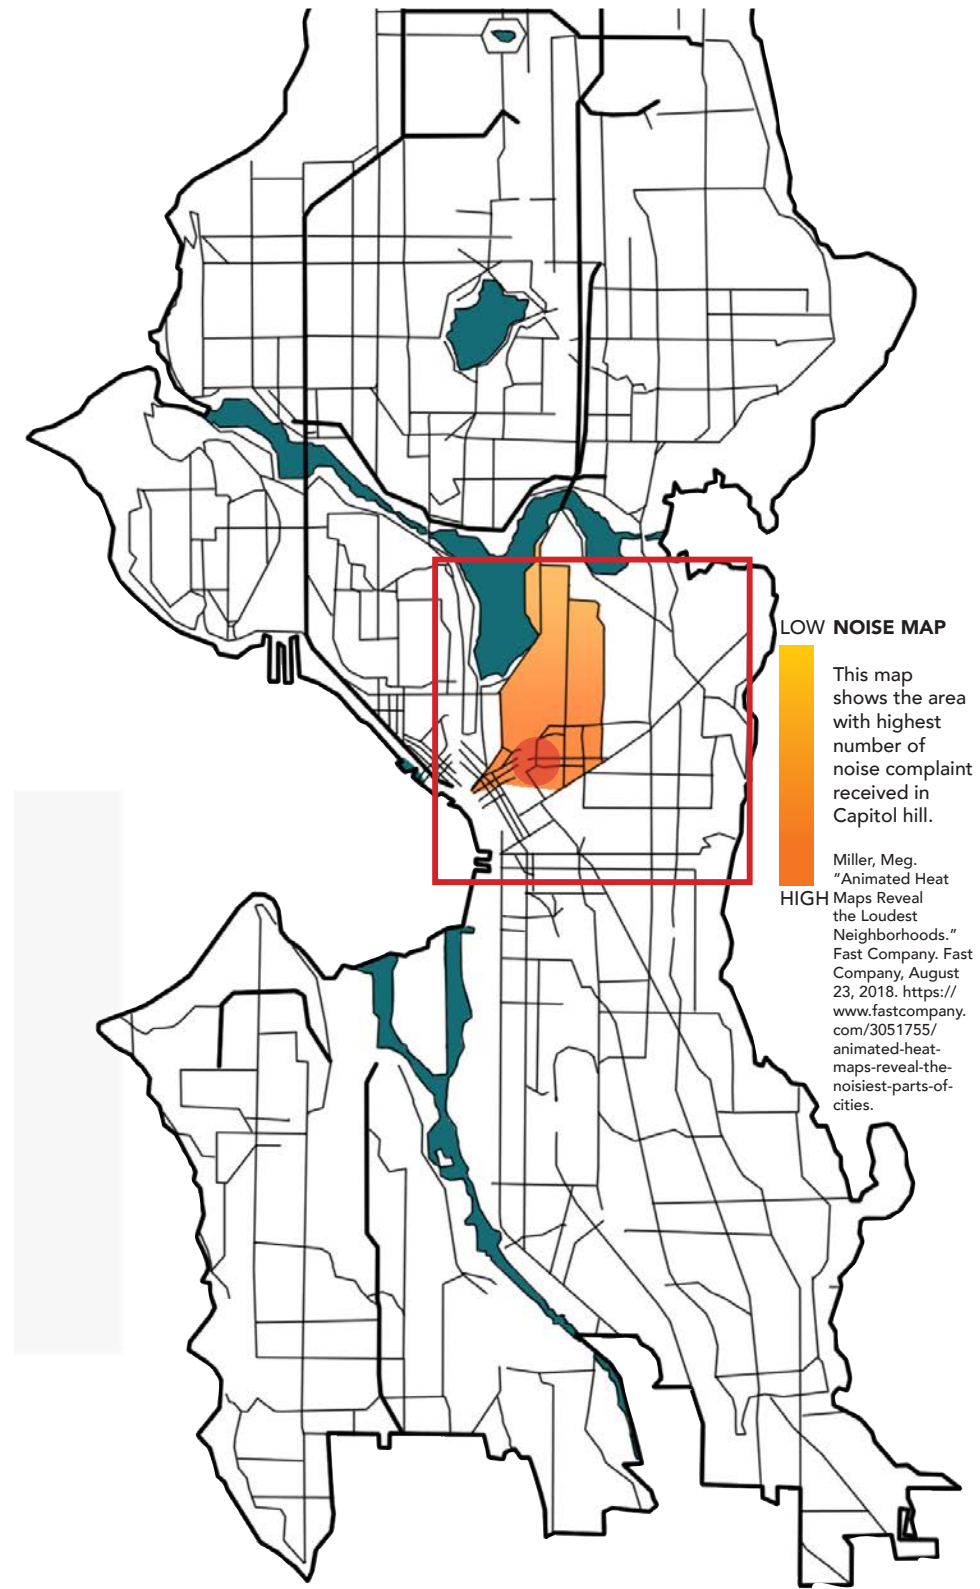 LOW NOISE MAP
This map
shows the area
with highest
number of
noise complaint
received in
Capitol hill.
Miller, Meg.
“Animated Heat
HIGH Maps Reveal
the Loudest
Neighborhoods.”
Fast Company. Fast
Company, August
23, 2018. https://
www.fastcompany.
com/3051755/
animated-heat-
maps-reveal-the-
noisiest-parts-of-
cities.